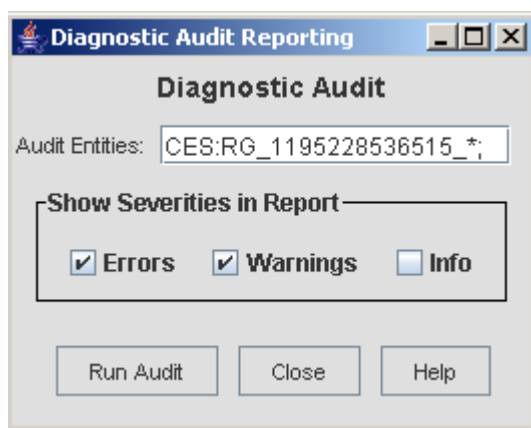 Diagnostic Audit Reporting
Diagnostic Audit
Audit Entities: CES:RG_1195228536515_*;
Show Severities in Report
Errors Warnings Info
Run Audit Close Help